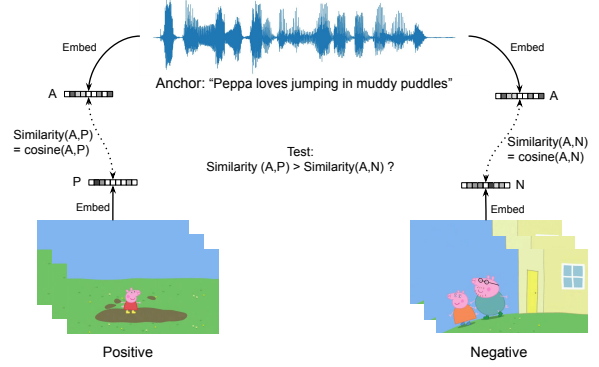 Embed
Embed
Anchor: “Peppa loves jumping in muddy puddles”
A
A
Similarity(A,P)
= cosine(A,P)
Test:
Similarity (A,P) > Similarity(A,N) ?
Similarity(A,N)
= cosine(A,N)
P
N
Embed
Embed
Positive
Negative